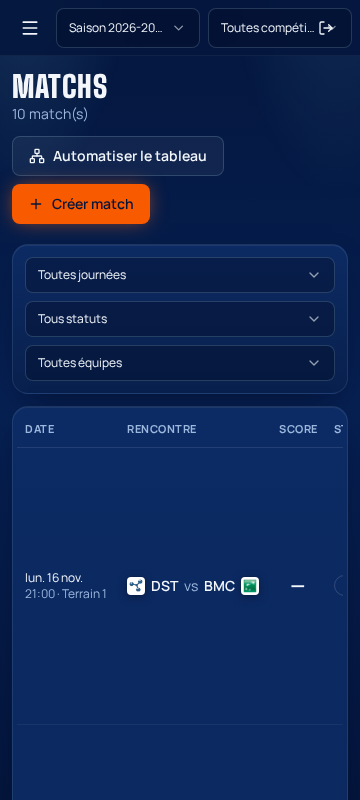 Saison 2026-20...
Toutes compéti...
MATCHS
10 match(s)
Automatiser le tableau
Créer match
Toutes journées
Tous statuts
Toutes équipes
DATE RENCONTRE SCORE
lun. 16 nov.
21:00 · Terrain 1
DST vs BMC —